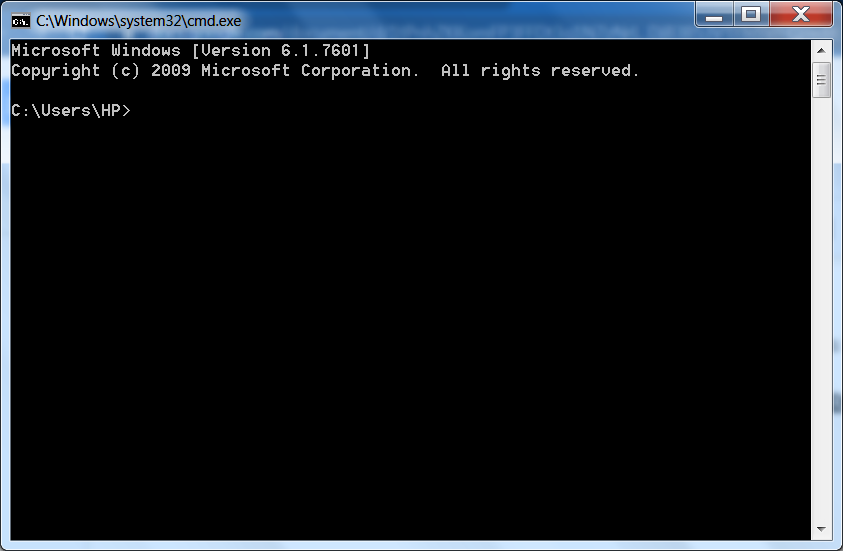 C:\Windows\system32\cmd.exe
Microsoft Windows [Version 6.1.7601]
Copyright (c) 2009 Microsoft Corporation.  All rights reserved.
C:\Users\HP>